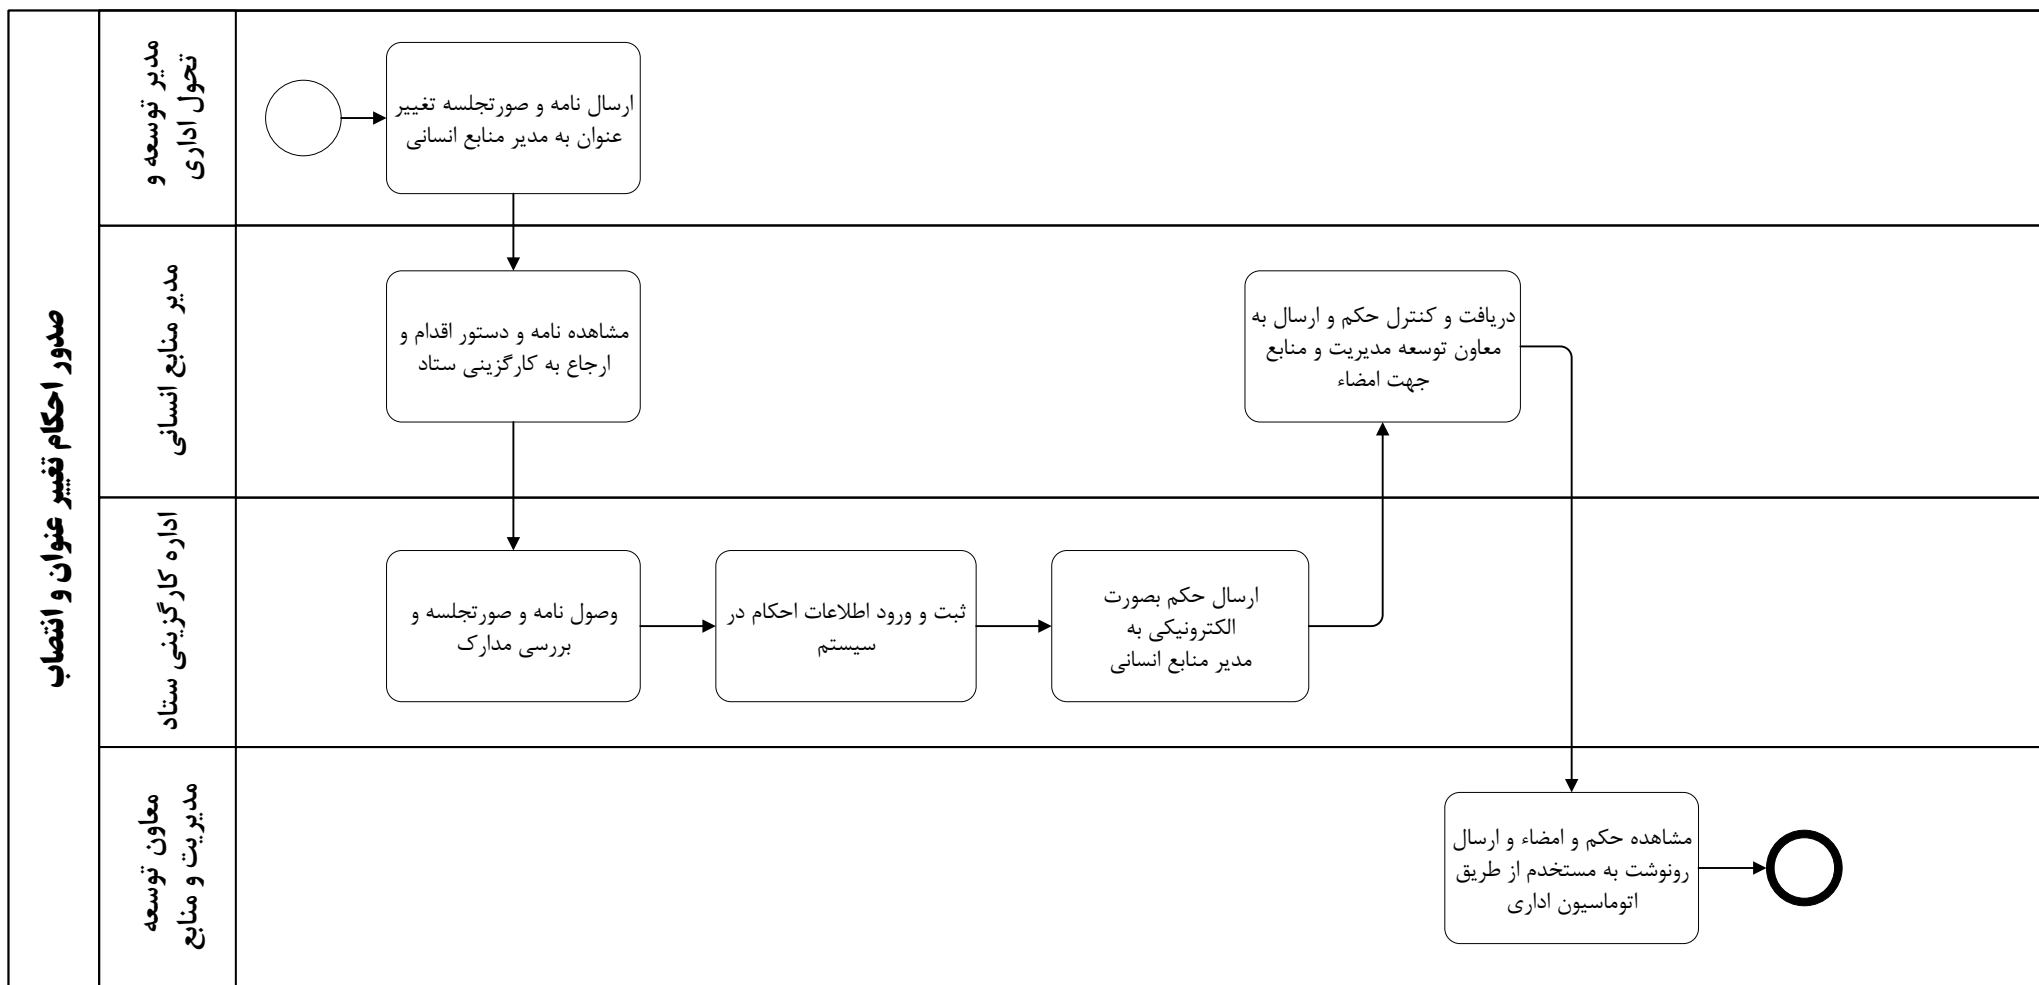 صدور احکام تغییر عنوان و انتصاب
مدیر توسعه و
تحول اداری
ارسال نامه و صورتجلسه تغییر
عنوان به مدیر منابع انسانی
مدیر منابع انسانی
مشاهده نامه و دستور اقدام و
ارجاع به کارگزینی ستاد
دریافت و کنترل حکم و ارسال به
معاون توسعه مدیریت و منابع
جهت امضاء
اداره کارگزینی ستاد
وصول نامه و صورتجلسه و
بررسی مدارک
ثبت و ورود اطلاعات احکام در
سیستم
ارسال حکم بصورت
الکترونیکی به
مدیر منابع انسانی
معاون توسعه
مدیریت و منابع
مشاهده حکم و امضاء و ارسال
رونوشت به مستخدم از طریق
اتوماسیون اداری